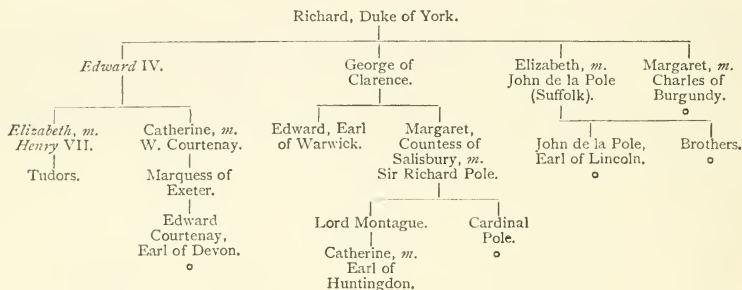 Richard, Duke of York.
Edward IV.
George of
Clarence.
Elizabeth, m.
John de la Pole
(Suffolk).
Margaret, m.
Charles of
Burgundy.
Elizabeth, m.
Henry VII.
Tudors.
Catherine, m.
W. Courtenay.
Marquess of
Exeter.
Edward
Courtenay,
Earl of Devon.
Edward, Earl
of Warwick.
Margaret,
Countess of
Salisbury, m.
Sir Richard Pole.
Lord Montague.
Catherine, m.
Earl of
Huntingdon.
Cardinal
Pole.
John de la Pole,
Earl of Lincoln.
Brothers.